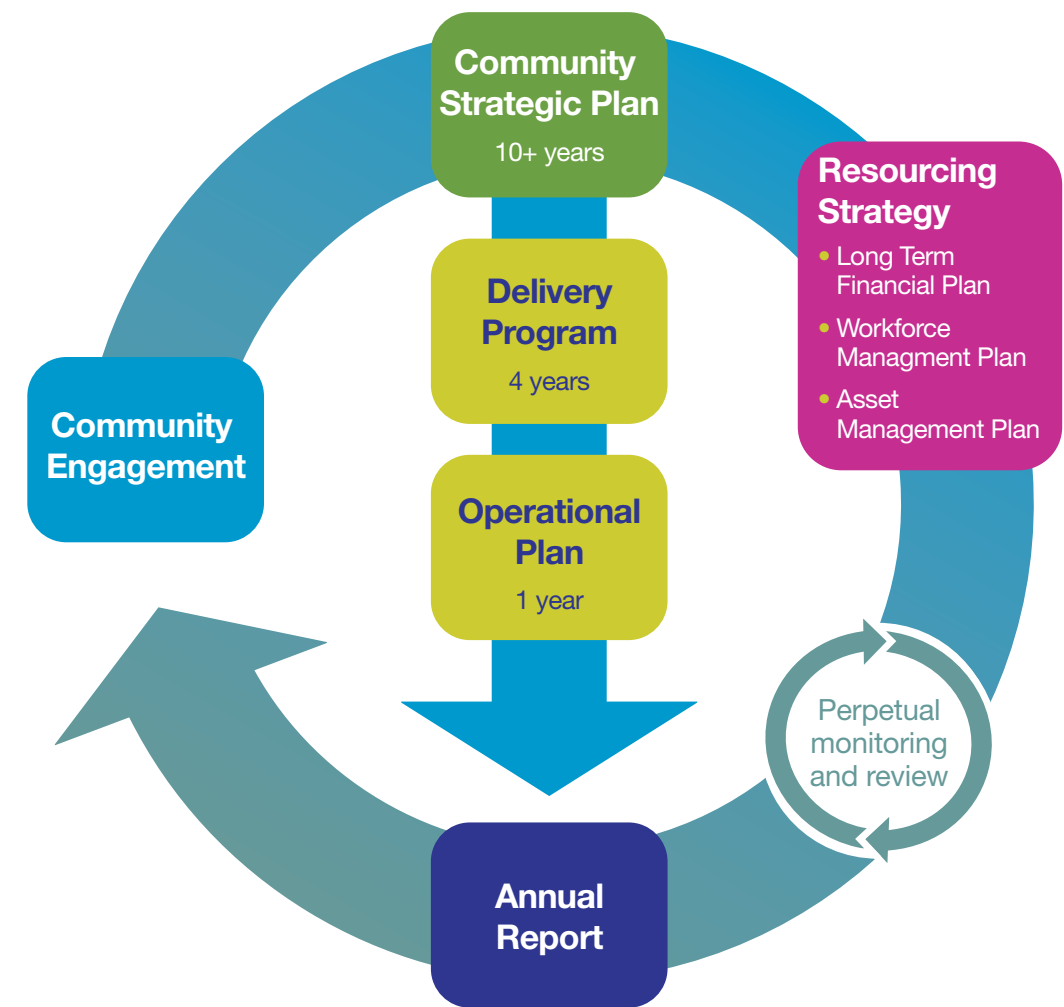 Community
Strategic Plan
10+ years
Resourcing
Strategy
• Long Term
Financial Plan
• Workforce
Managment Plan
• Asset
Management Plan
Delivery
Program
4 years
Community
Engagement
Operational
Plan
1 year
Perpetual
monitoring
and review
Annual
Report